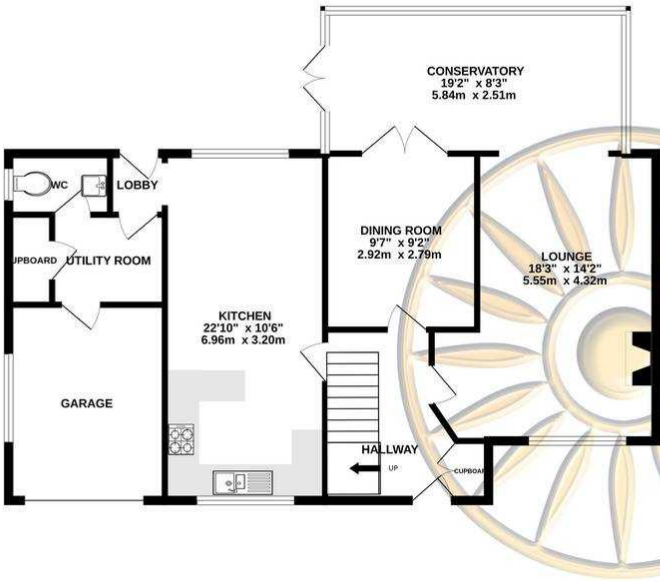 CONSERVATORY
19'2" x 8'3"
5.84m x 2.51m
WC
LOBBY
DINING ROOM
9'7" x 9'2"
2.92m x 2.79m
UPBOARD
UTILITY ROOM
LOUNGE
18'3" x 14'2"
5.55m x 4.32m
KITCHEN
22'10" x 10'6"
6.96m x 3.20m
GARAGE
HALLWAY
UP
CUPBOAR